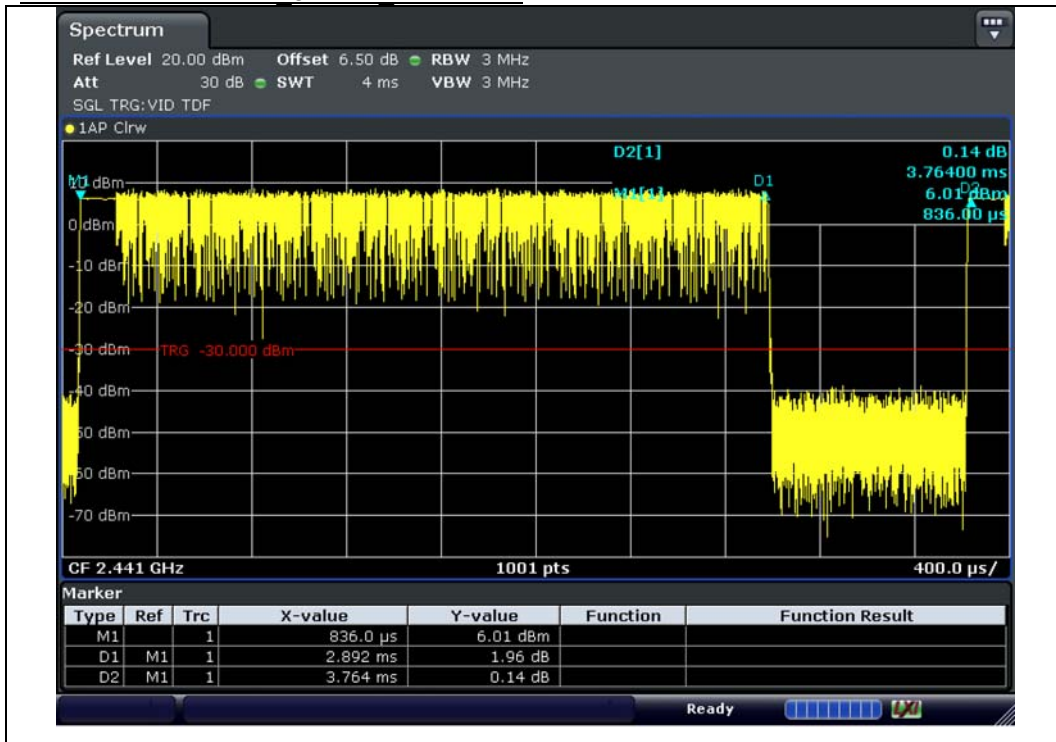 Spectrum
Ref Level 20.00 dBm Offset 6.50 dB RBW 3 MHz
Att 30 dB SWT 4 ms VBW 3 MHz
SGL TRG:VID TDF
1AP Clrw
D2[1] 0.14 dB
3.76400 ms
M1[1] 6.01 dBm
836.00 µs
M1
D1
D2
10 dBm
0 dBm
-10 dBm
-20 dBm
-30 dBm
TRG -30.000 dBm
-40 dBm
-50 dBm
-60 dBm
-70 dBm
CF 2.441 GHz 1001 pts 400.0 µs/
Marker
Type Ref Trc X-value Y-value Function Function Result
M1 1 836.0 µs 6.01 dBm
D1 M1 1 2.892 ms 1.96 dB
D2 M1 1 3.764 ms 0.14 dB
Ready LXI